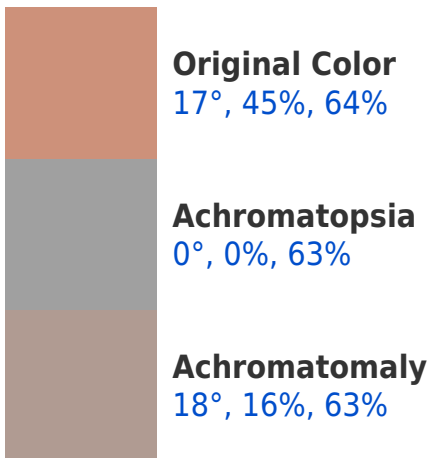 Original Color
17°, 45%, 64%
Achromatopsia
0°, 0%, 63%
Achromatomaly
18°, 16%, 63%